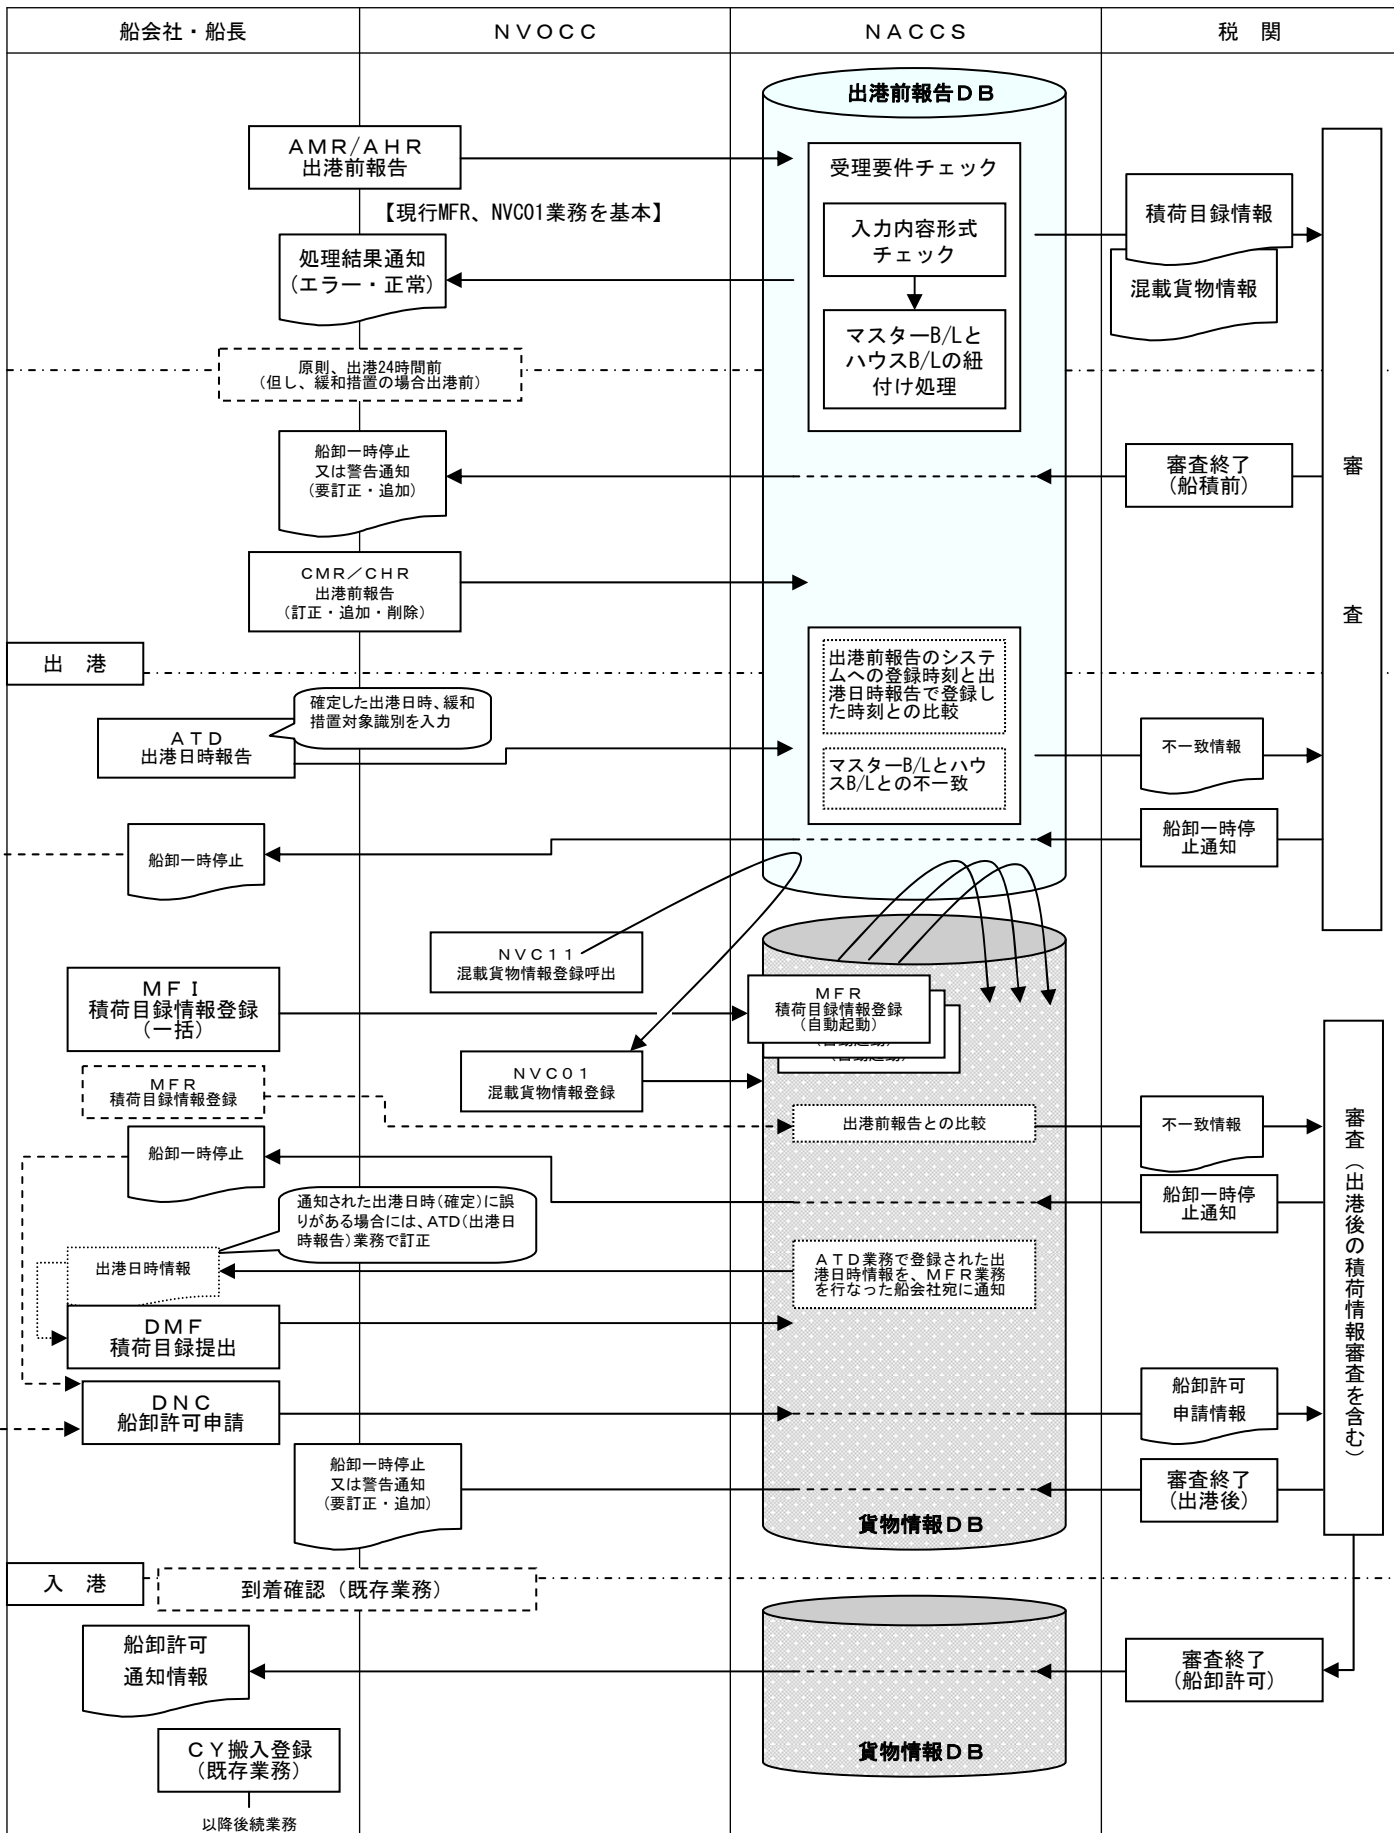 船会社・船長
ＮＶＯＣＣ
ＮＡＣＣＳ
税　関
出港前報告ＤＢ
ＡＭＲ/ＡＨＲ
出港前報告
【現行MFR、NVC01業務を基本】
受理要件チェック
入力内容形式
チェック
マスターB/Lと
ハウスB/Lの紐
付け処理
積荷目録情報
混載貨物情報
処理結果通知
（エラー・正常）
原則、出港24時間前
（但し、緩和措置の場合出港前）
船卸一時停止
又は警告通知
（要訂正・追加）
審査終了
（船積前）
審
査
ＣＭＲ／ＣＨＲ
出港前報告
（訂正・追加・削除）
出　港
出港前報告のシステ
ムへの登録時刻と出
港日時報告で登録し
た時刻との比較
マスターB/Lとハウ
スB/Lとの不一致
確定した出港日時、緩和
措置対象識別を入力
ＡＴＤ
出港日時報告
不一致情報
船卸一時停
止通知
船卸一時停止
ＮＶＣ１１
混載貨物情報登録呼出
ＭＦＩ
積荷目録情報登録
（一括）
ＭＦＲ
積荷目録情報登録
（自動起動）
（自動起動）
（自動起動）
ＮＶＣ０１
混載貨物情報登録
ＭＦＲ
積荷目録情報登録
出港前報告との比較
不一致情報
船卸一時停止
船卸一時停
止通知
通知された出港日時（確定）に誤
りがある場合には、ATD（出港日
時報告）業務で訂正
出港日時情報
ＡＴＤ業務で登録された出
港日時情報を、ＭＦＲ業務
を行なった船会社宛に通知
ＤＭＦ
積荷目録提出
ＤＮＣ
船卸許可申請
船卸許可
申請情報
審査（出港後の積荷情報審査を含む）
船卸一時停止
又は警告通知
（要訂正・追加）
審査終了
（出港後）
貨物情報ＤＢ
入　港
到着確認（既存業務）
船卸許可
通知情報
審査終了
（船卸許可）
ＣＹ搬入登録
（既存業務）
貨物情報ＤＢ
以降後続業務